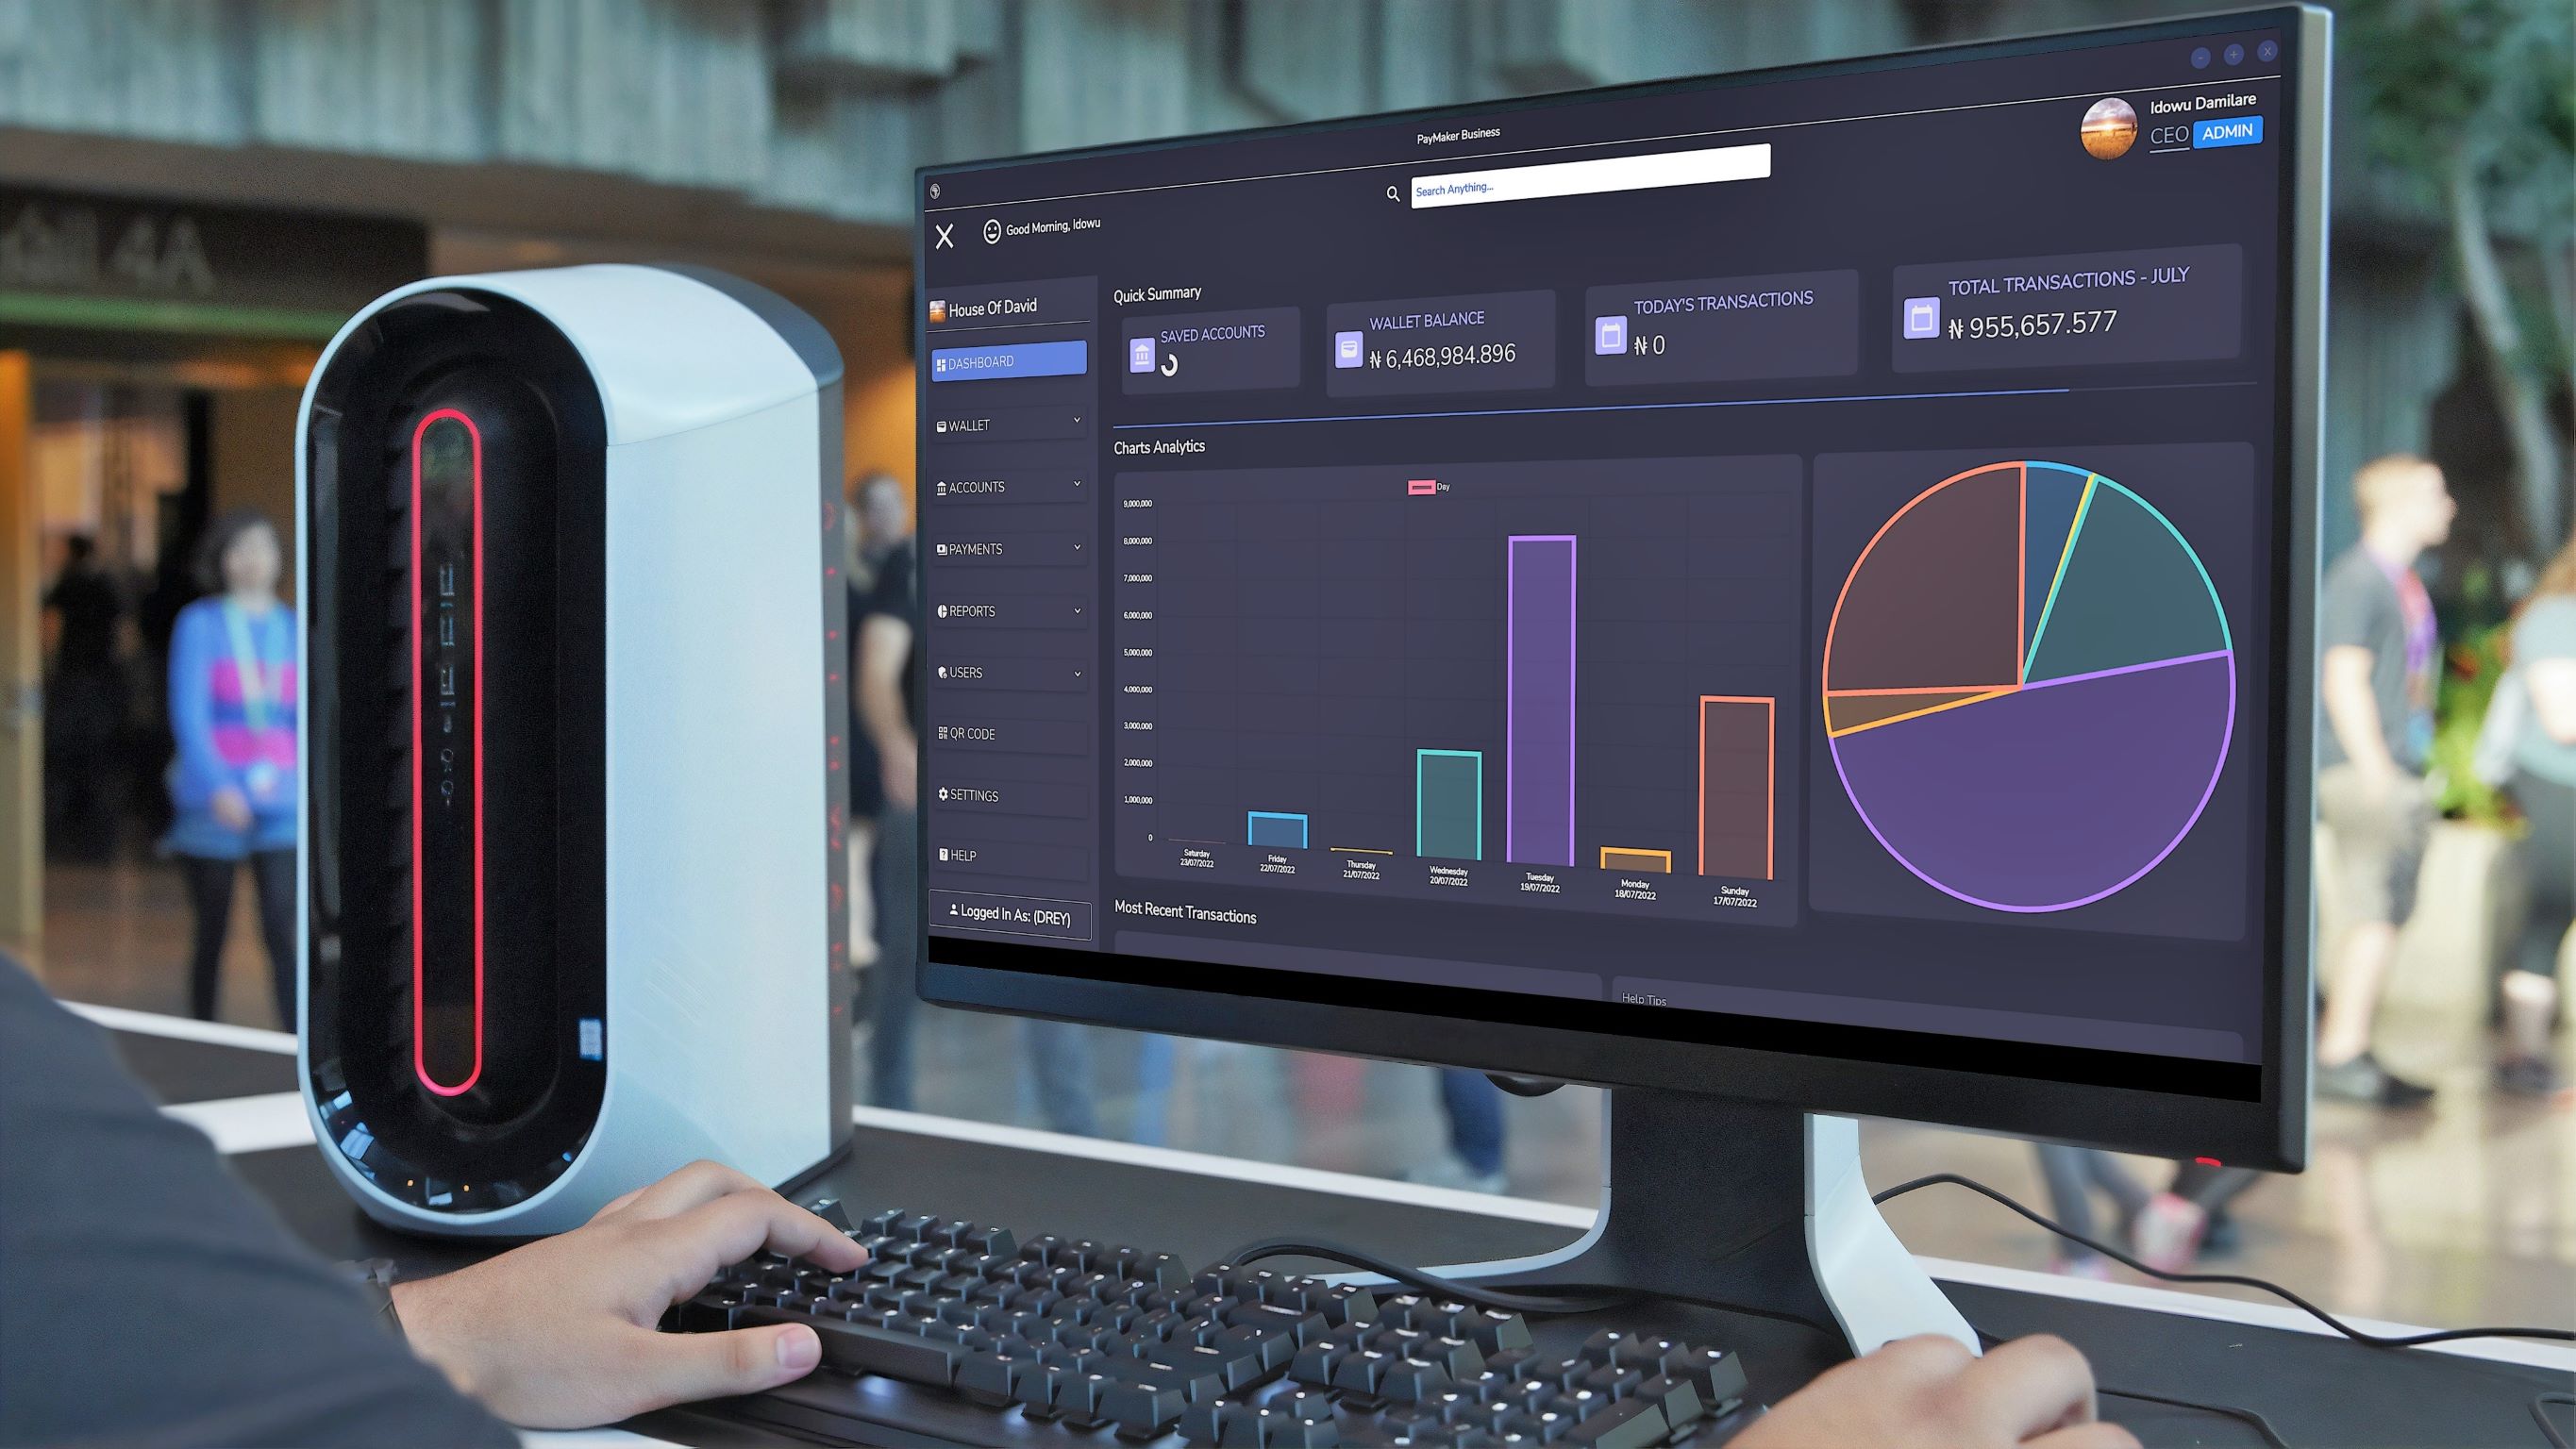 4A
PayMaker Business
Search Anything...
Idowu Damilare
CEO ADMIN
Good Morning, Idowu
House Of David
DASHBOARD
WALLET
ACCOUNTS
PAYMENTS
REPORTS
USERS
QR CODE
SETTINGS
HELP
Logged In As: (DREY)
Quick Summary
SAVED ACCOUNTS
WALLET BALANCE
₦ 6,468,984.896
TODAY'S TRANSACTIONS
₦ 0
TOTAL TRANSACTIONS - JULY
₦ 955,657.577
Charts Analytics
Day
9,000,000
8,000,000
7,000,000
6,000,000
5,000,000
4,000,000
3,000,000
2,000,000
1,000,000
0
Saturday
23/07/2022
Friday
22/07/2022
Thursday
21/07/2022
Wednesday
20/07/2022
Tuesday
19/07/2022
Monday
18/07/2022
Sunday
17/07/2022
Most Recent Transactions
Help Tips